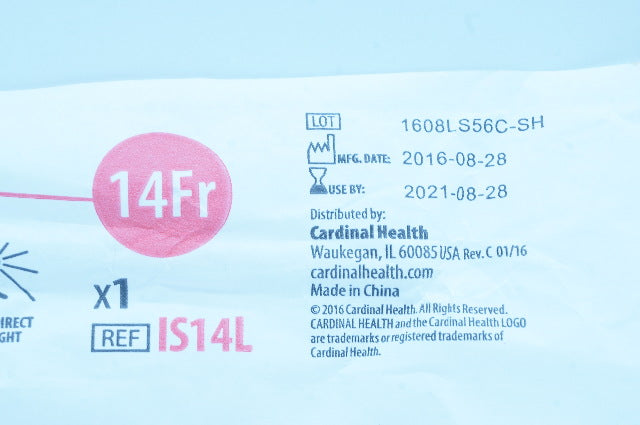 LOT 1608LS56C-SH
MFG. DATE: 2016-08-28
USE BY: 2021-08-28
14Fr
Distributed by:
Cardinal Health
Waukegan, IL 60085 USA Rev. C 01/16
cardinalhealth.com
Made in China
x1
REF IS14L
© 2016 Cardinal Health. All Rights Reserved.
CARDINAL HEALTH and the Cardinal Health LOGO
are trademarks or registered trademarks of
Cardinal Health.